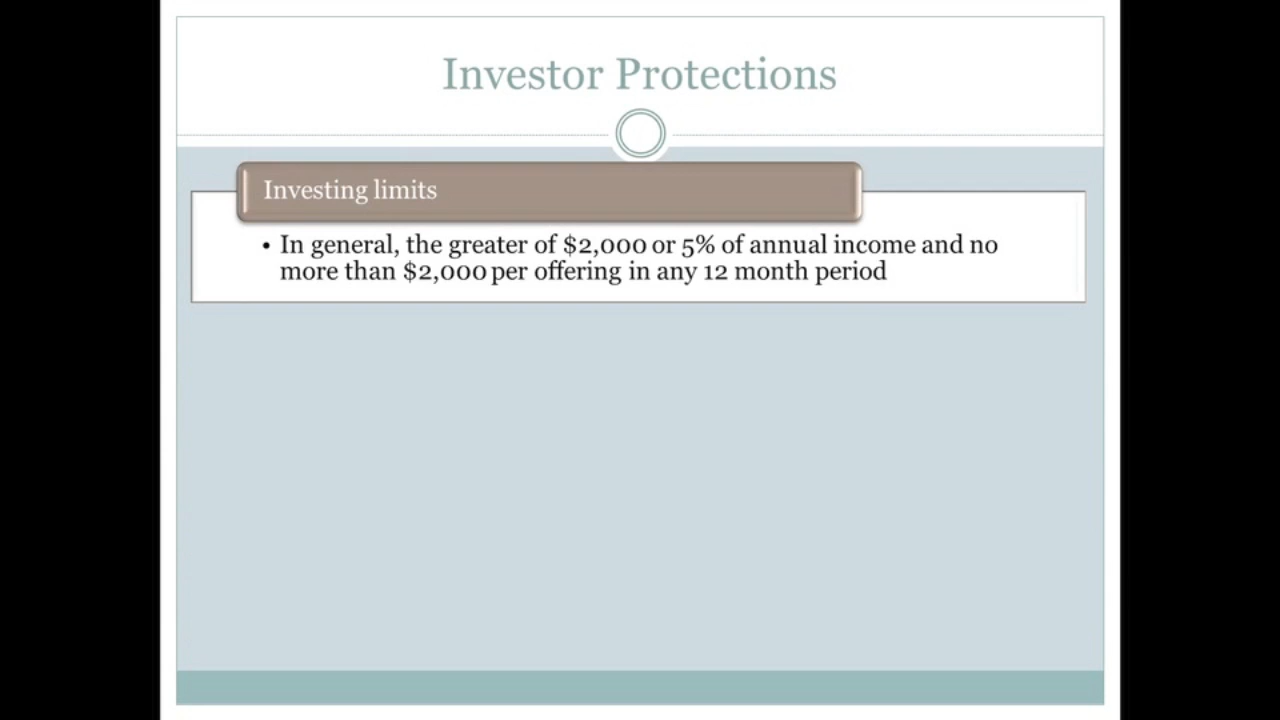 Investor Protections
Investing limits
• In general, the greater of $2,000 or 5% of annual income and no
more than $2,000 per offering in any 12 month period